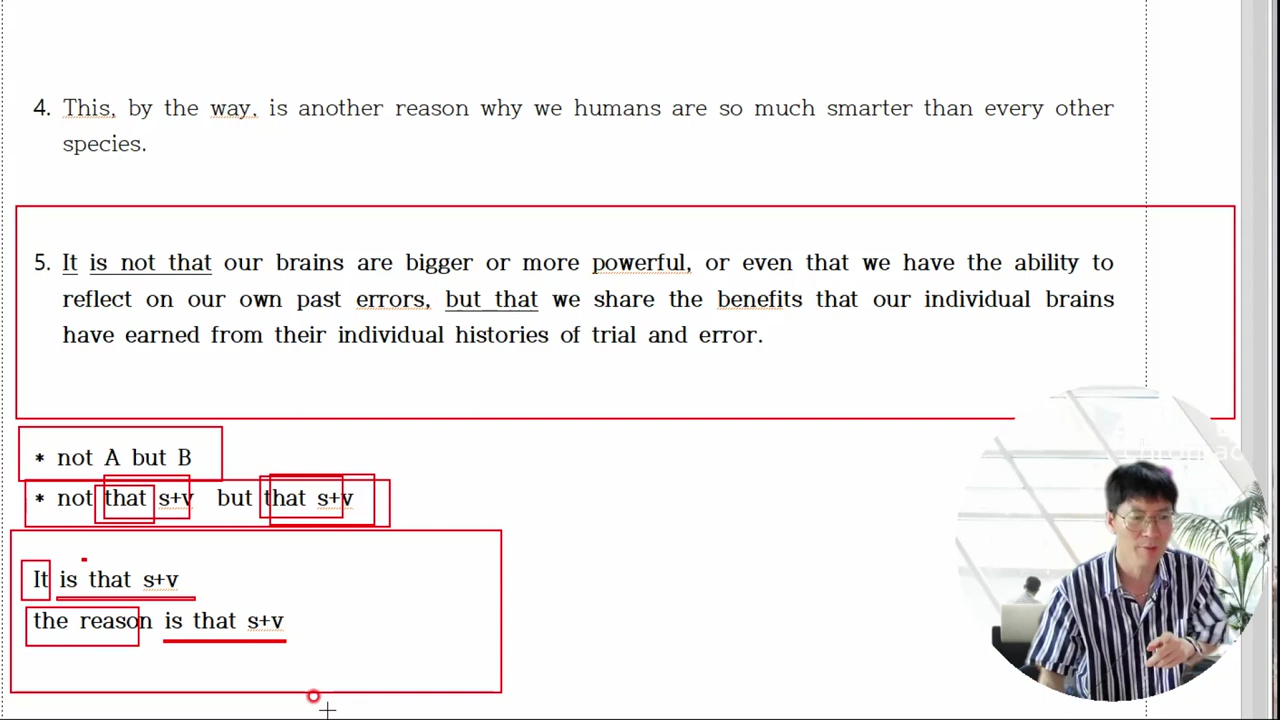 4. This, by the way, is another reason why we humans are so much smarter than every other
species.
5. It is not that our brains are bigger or more powerful, or even that we have the ability to
reflect on our own past errors, but that we share the benefits that our individual brains
have earned from their individual histories of trial and error.
* not A but B
* not that s+v but that s+v
It is that s+v
the reason is that s+v